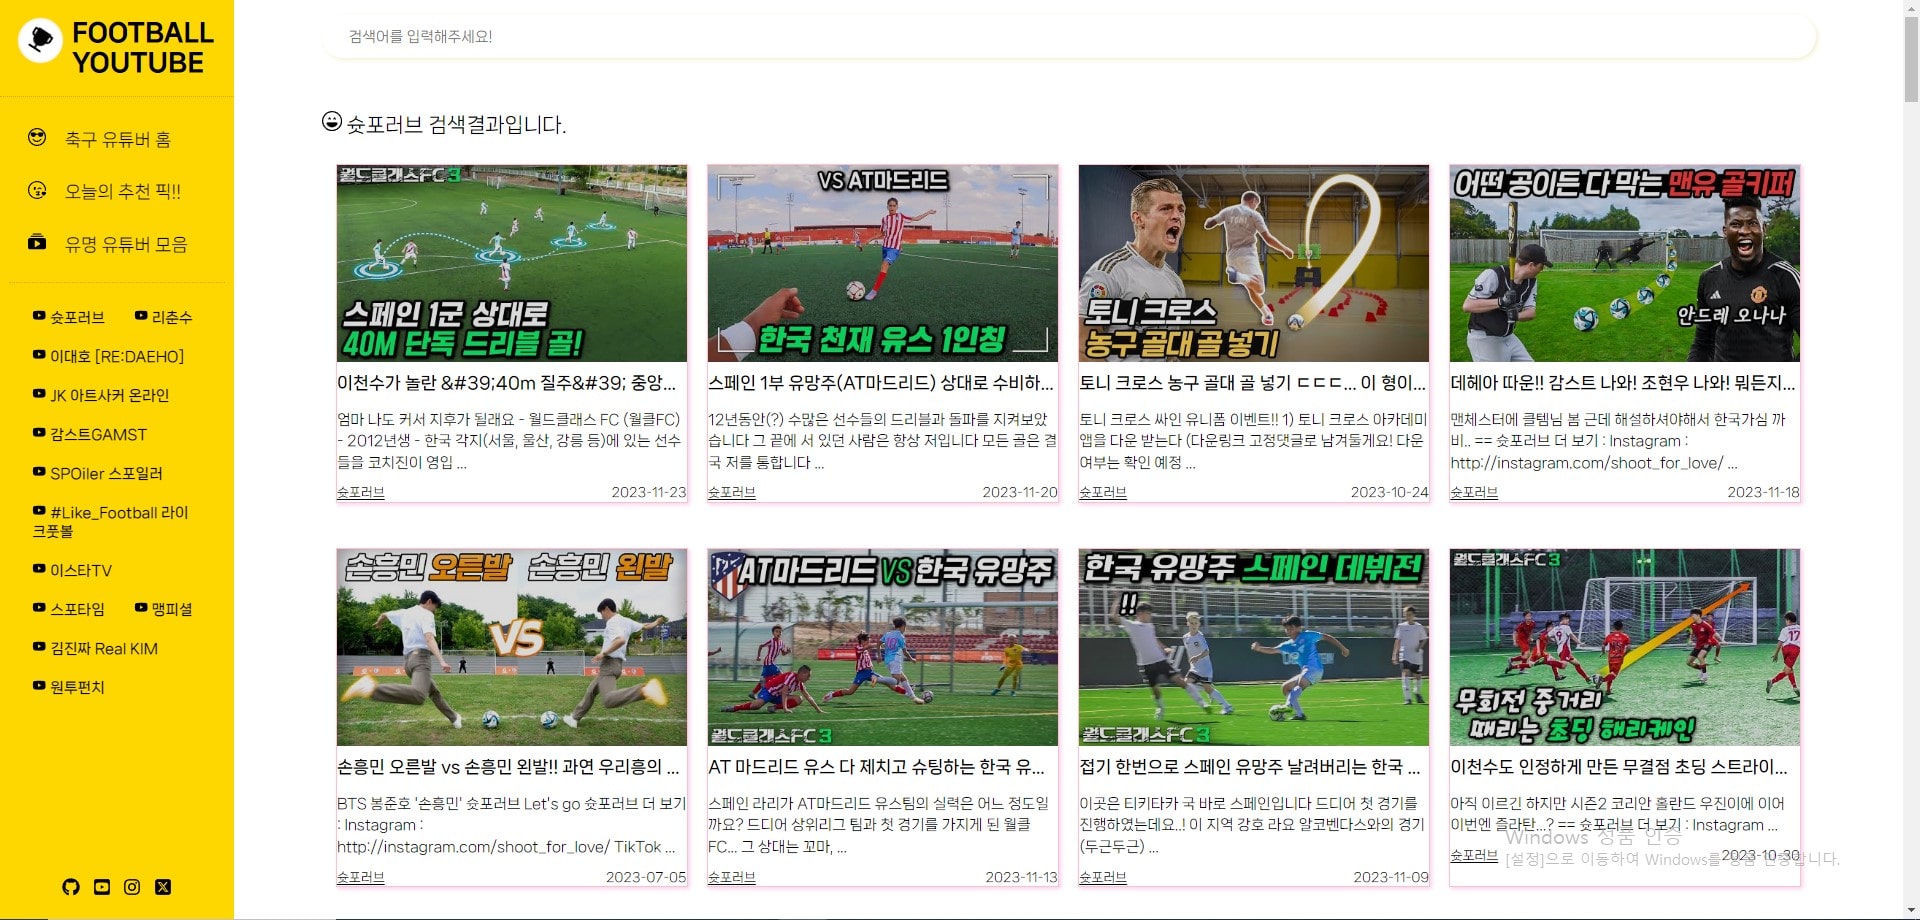 FOOTBALL
YOUTUBE
축구 유튜버 홈
오늘의 추천 픽!!
유명 유튜버 모음
슛포러브
리춘수
이대호 [RE:DAEHO]
JK 아트사커 온라인
감스트GAMST
SPOiler 스포일러
#Like_Football 라이
크풋볼
이스타TV
스포타임
맹피셜
김진짜 Real KIM
원투펀치
검색어를 입력해주세요!
슛포러브 검색결과입니다.
월드클래스FC 3
스페인 1군 상대로
40M 단독 드리블 골!
이천수가 놀란 &#39;40m 질주&#39; 중앙...
엄마 나도 커서 지후가 될래요 - 월드클래스 FC (월클FC)
- 2012년생 - 한국 각지(서울, 울산, 강릉 등)에 있는 선수
들을 코치진이 영입 ...
슛포러브
2023-11-23
VS AT마드리드
한국 천재 유스 1인칭
스페인 1부 유망주(AT마드리드) 상대로 수비하...
12년동안(?) 수많은 선수들의 드리블과 돌파를 지켜보았
습니다 그 끝에 서 있던 사람은 항상 저입니다 모든 골은 결
국 저를 통합니다 ...
슛포러브
2023-11-20
TONI
토니 크로스
농구 골대 골 넣기
토니 크로스 농구 골대 골 넣기 ㄷㄷㄷ... 이 형이...
토니 크로스 싸인 유니폼 이벤트!! 1) 토니 크로스 아카데미
앱을 다운 받는다 (다운링크 고정댓글로 남겨둘게요! 다운
여부는 확인 예정 ...
슛포러브
2023-10-24
어떤 공이든 다 막는 맨유 골키퍼
안드레 오나나
데헤아 따운!! 감스트 나와! 조현우 나와! 뭐든지...
맨체스터에 클템님 봄 근데 해설하셔야해서 한국가심 까
비.. == 슛포러브 더 보기 : Instagram :
http://instagram.com/shoot_for_love/ ...
슛포러브
2023-11-18
손흥민 오른발 손흥민 왼발
VS
손흥민 오른발 vs 손흥민 왼발!! 과연 우리흥의 ...
BTS 봉준호 '손흥민' 슛포러브 Let's go 슛포러브 더 보기
: Instagram :
http://instagram.com/shoot_for_love/ TikTok ...
슛포러브
2023-07-05
AT마드리드 VS 한국 유망주
월드클래스FC 3
AT 마드리드 유스 다 제치고 슈팅하는 한국 유...
스페인 라리가 AT마드리드 유스팀의 실력은 어느 정도일
까요? 드디어 상위리그 팀과 첫 경기를 가지게 된 월클
FC... 그 상대는 꼬마, ...
슛포러브
2023-11-13
한국 유망주 스페인 데뷔전
!!
월드클래스FC 3
접기 한번으로 스페인 유망주 날려버리는 한국 ...
이곳은 티키타카 국 바로 스페인입니다 드디어 첫 경기를
진행하였는데요..! 이 지역 강호 라요 알코벤다스와의 경기
(두근두근) ...
슛포러브
2023-11-09
월드클래스FC 3
17
무회전 중거리
때리는 초딩 해리케인
이천수도 인정하게 만든 무결점 초딩 스트라이...
아직 이르긴 하지만 시즌2 코리안 홀란드 우진이에 이어
이번엔 즐라탄...? == 슛포러브 더 보기 : Instagram ...
슛포러브
2023-10-30
Windows 정품 인증
[설정]으로 이동하여 Windows를 정품 인증합니다.